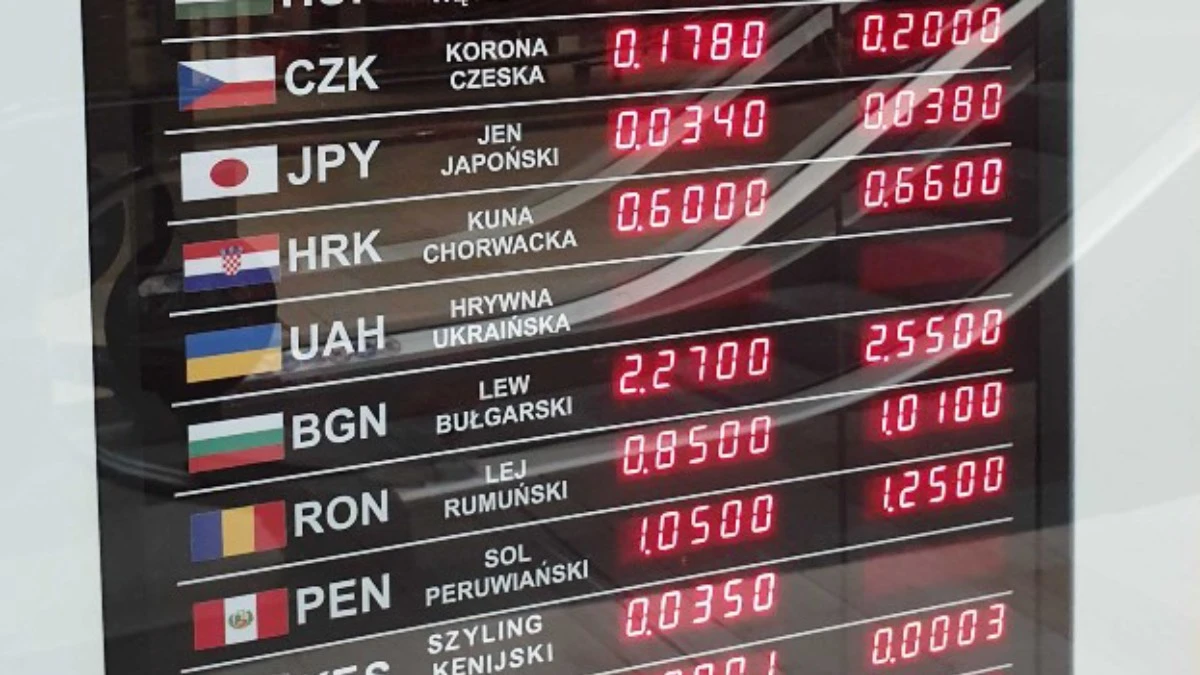 CZK KORONA CZESKA 0.1780 0.2000
JPY JEN JAPOŃSKI 0.0340 0.0380
HRK KUNA CHORWACKA 0.6000 0.6600
UAH HRYWNA UKRAIŃSKA
BGN LEW BUŁGARSKI 2.2700 2.5500
RON LEJ RUMUŃSKI 0.8500 1.0100
PEN SOL PERUWIAŃSKI 1.0500 1.2500
SZYLING KENIJSKI 0.0350
0.0003